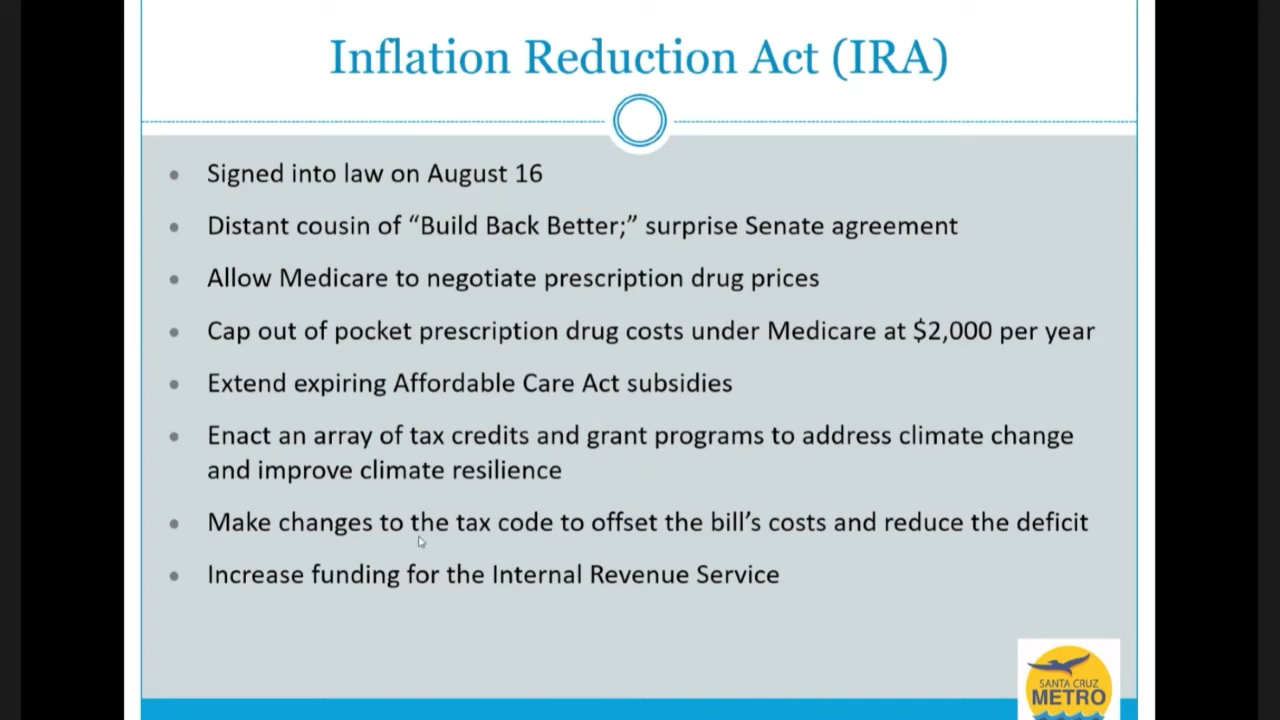 Inflation Reduction Act (IRA)
Signed into law on August 16
Distant cousin of “Build Back Better;” surprise Senate agreement
Allow Medicare to negotiate prescription drug prices
Cap out of pocket prescription drug costs under Medicare at $2,000 per year
Extend expiring Affordable Care Act subsidies
Enact an array of tax credits and grant programs to address climate change
and improve climate resilience
Make changes to the tax code to offset the bill’s costs and reduce the deficit
Increase funding for the Internal Revenue Service
SANTA CRUZ
METRO